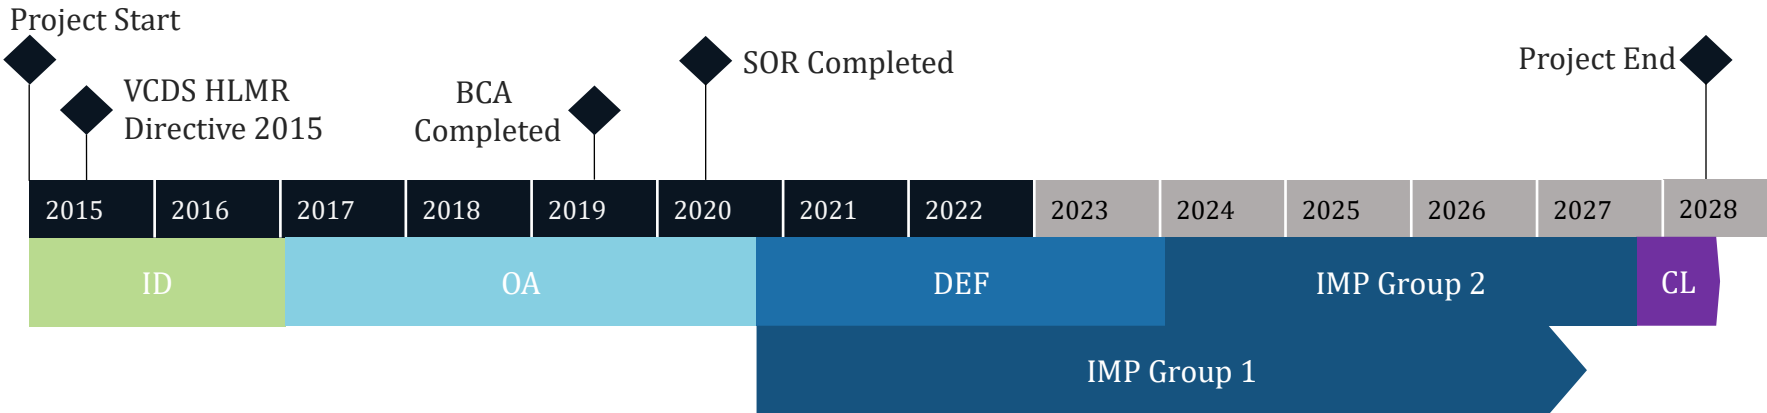 Project Start
VCDS HLMR
Directive 2015
BCA
Completed
SOR Completed
Project End
2015 2016 2017 2018 2019 2020 2021 2022 2023 2024 2025 2026 2027 2028
ID OA DEF IMP Group 2 CL
IMP Group 1